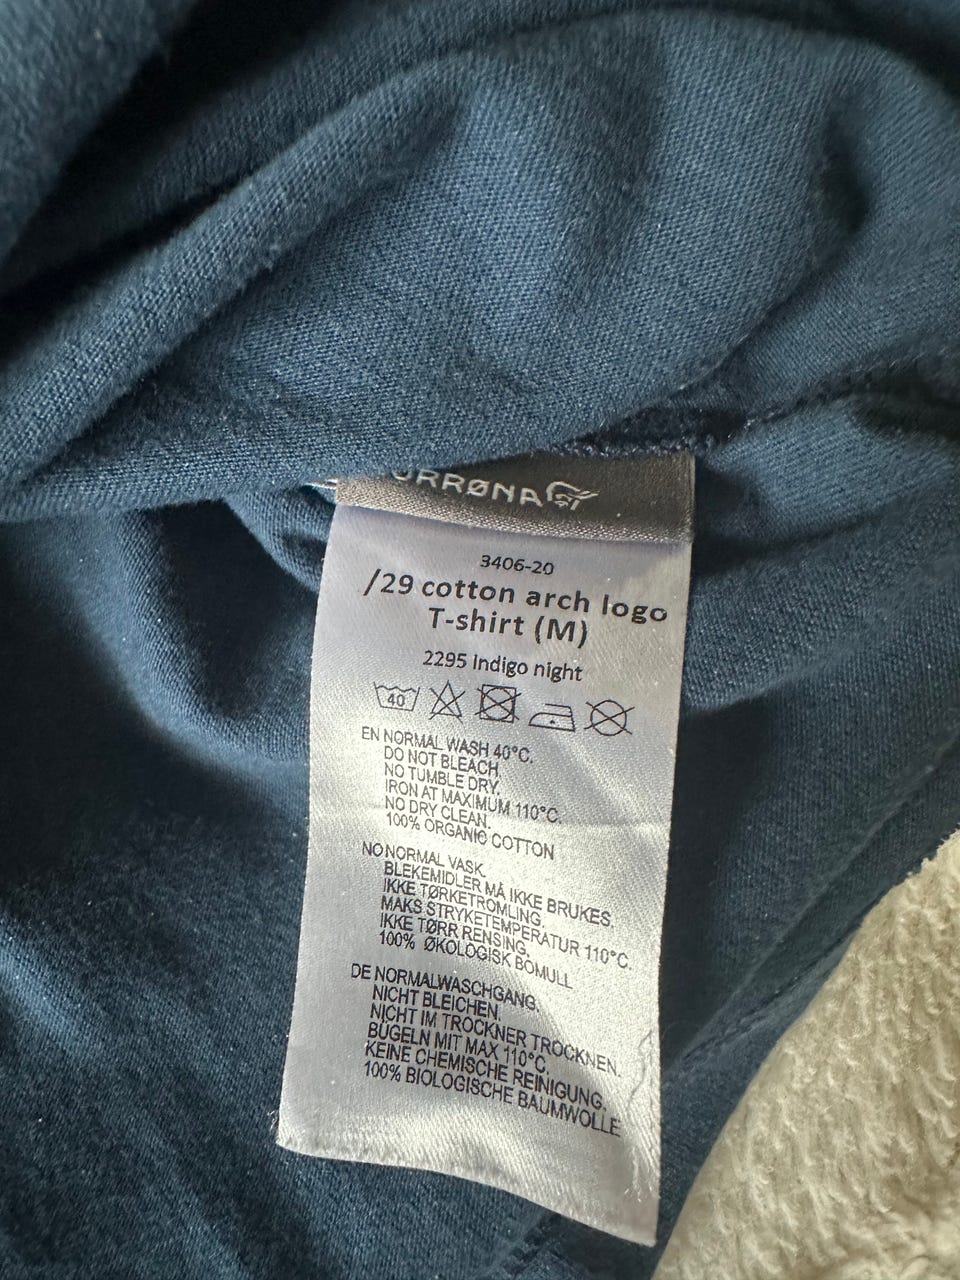 ORRØNA
3406-20
/29 cotton arch logo
T-shirt (M)
2295 Indigo night
40
EN NORMAL WASH 40°C.
DO NOT BLEACH
NO TUMBLE DRY.
IRON AT MAXIMUM 110°C.
NO DRY CLEAN.
100% ORGANIC COTTON
NO NORMAL VASK.
BLEKEMIDLER MÅ IKKE BRUKES.
IKKE TØRKETROMLING
MAKS STRYKETEMPERATUR 110°C.
IKKE TØRR RENSING.
100% ØKOLOGISK BOMULL
DE NORMALWASCHGANG.
NICHT BLEICHEN.
NICHT IM TROCKNER TROCKNEN.
BÜGELN MIT MAX 110°C.
KEINE CHEMISCHE REINIGUNG.
100% BIOLOGISCHE BAUMWOLLE